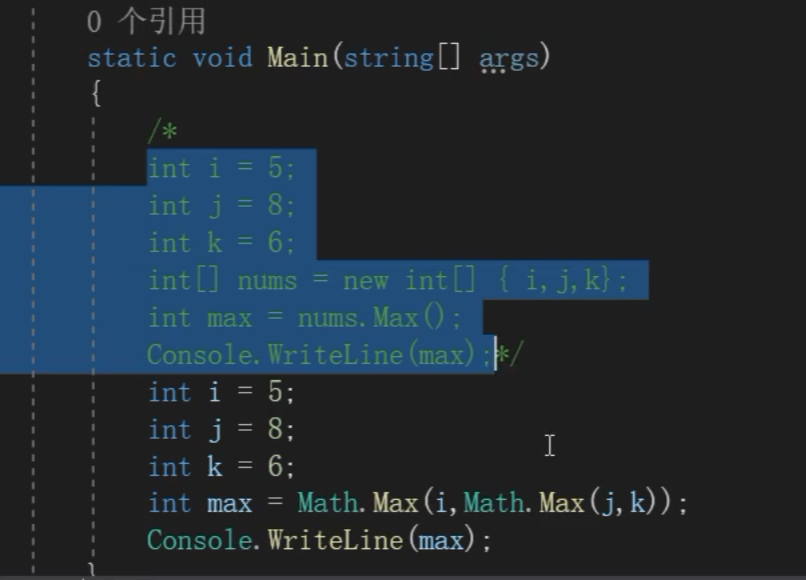 0 个引用
static void Main(string[] args)
{
/*
int i = 5;
int j = 8;
int k = 6;
int[] nums = new int[] { i,j,k};
int max = nums.Max();
Console.WriteLine(max);*/
int i = 5;
int j = 8;
int k = 6;
int max = Math.Max(i,Math.Max(j,k));
Console.WriteLine(max);
}